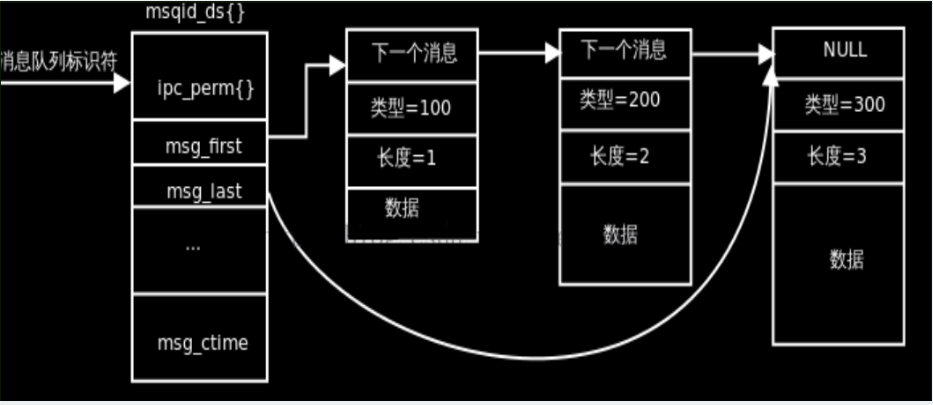 msqid_ds{}
消息队列标识符
ipc_perm{}
msg_first
msg_last
...
msg_ctime
下一个消息
类型=100
长度=1
数据
下一个消息
类型=200
长度=2
数据
NULL
类型=300
长度=3
数据